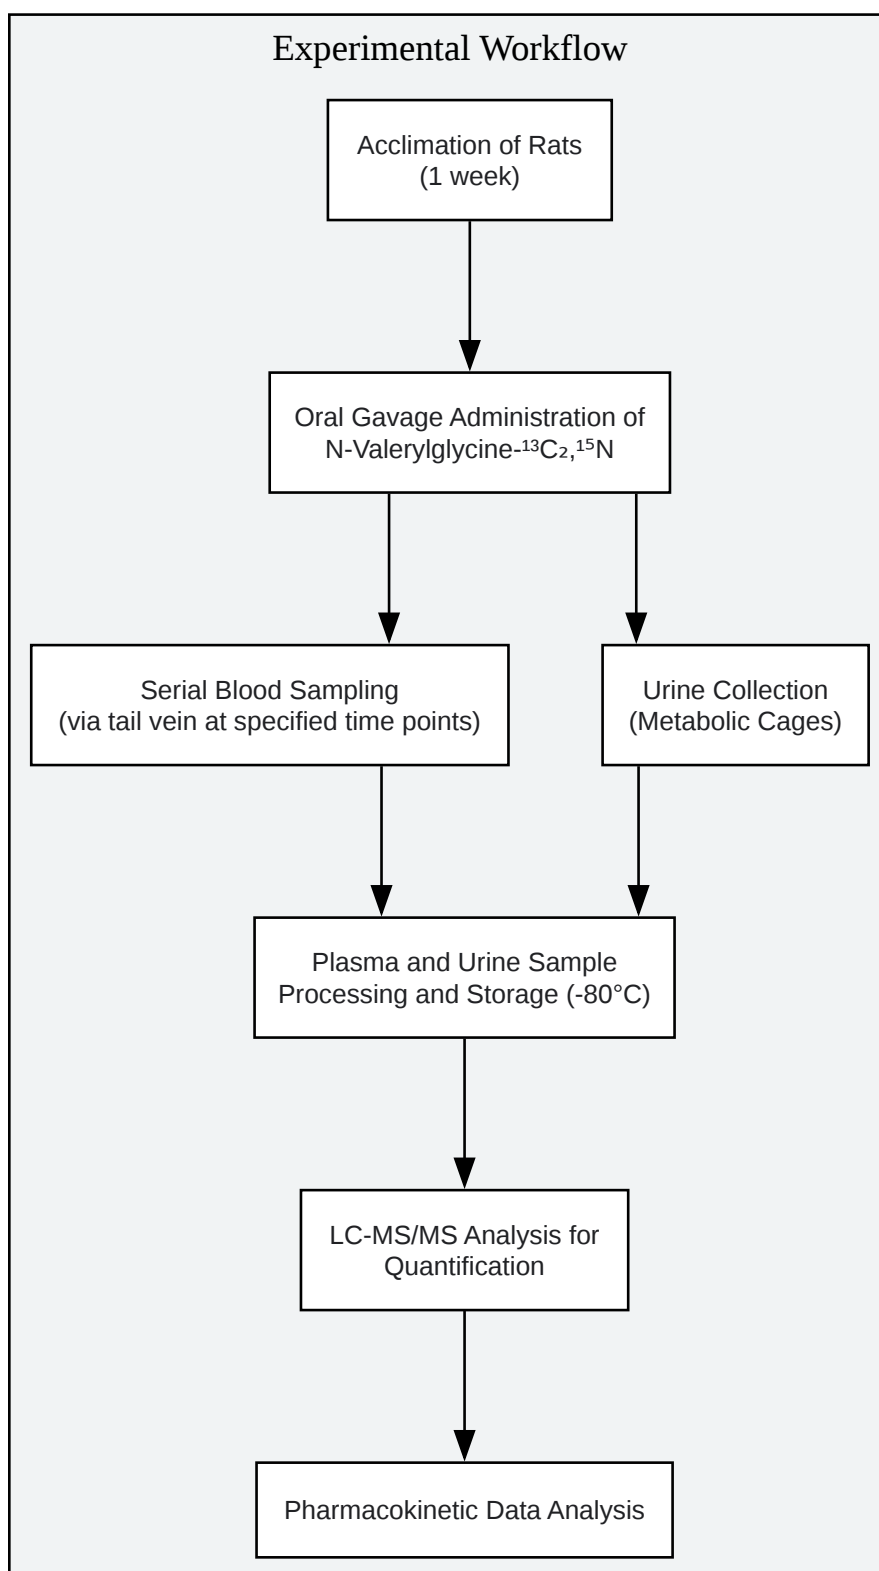 Experimental Workflow
Acclimation of Rats
(1 week)
Oral Gavage Administration of
N-Valerylglycine-¹³C₂,¹⁵N
Serial Blood Sampling
(via tail vein at specified time points)
Urine Collection
(Metabolic Cages)
Plasma and Urine Sample
Processing and Storage (-80°C)
LC-MS/MS Analysis for
Quantification
Pharmacokinetic Data Analysis